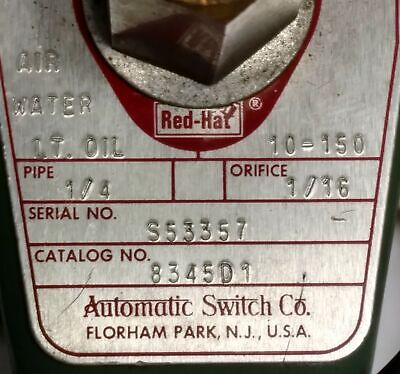 AIR
WATER
Red-Hat ®
LT. OIL 10-150
PIPE ORIFICE
1/4 1/16
SERIAL NO.
S53357
CATALOG NO.
8345D1
Automatic Switch Co.
FLORHAM PARK, N.J., U.S.A.